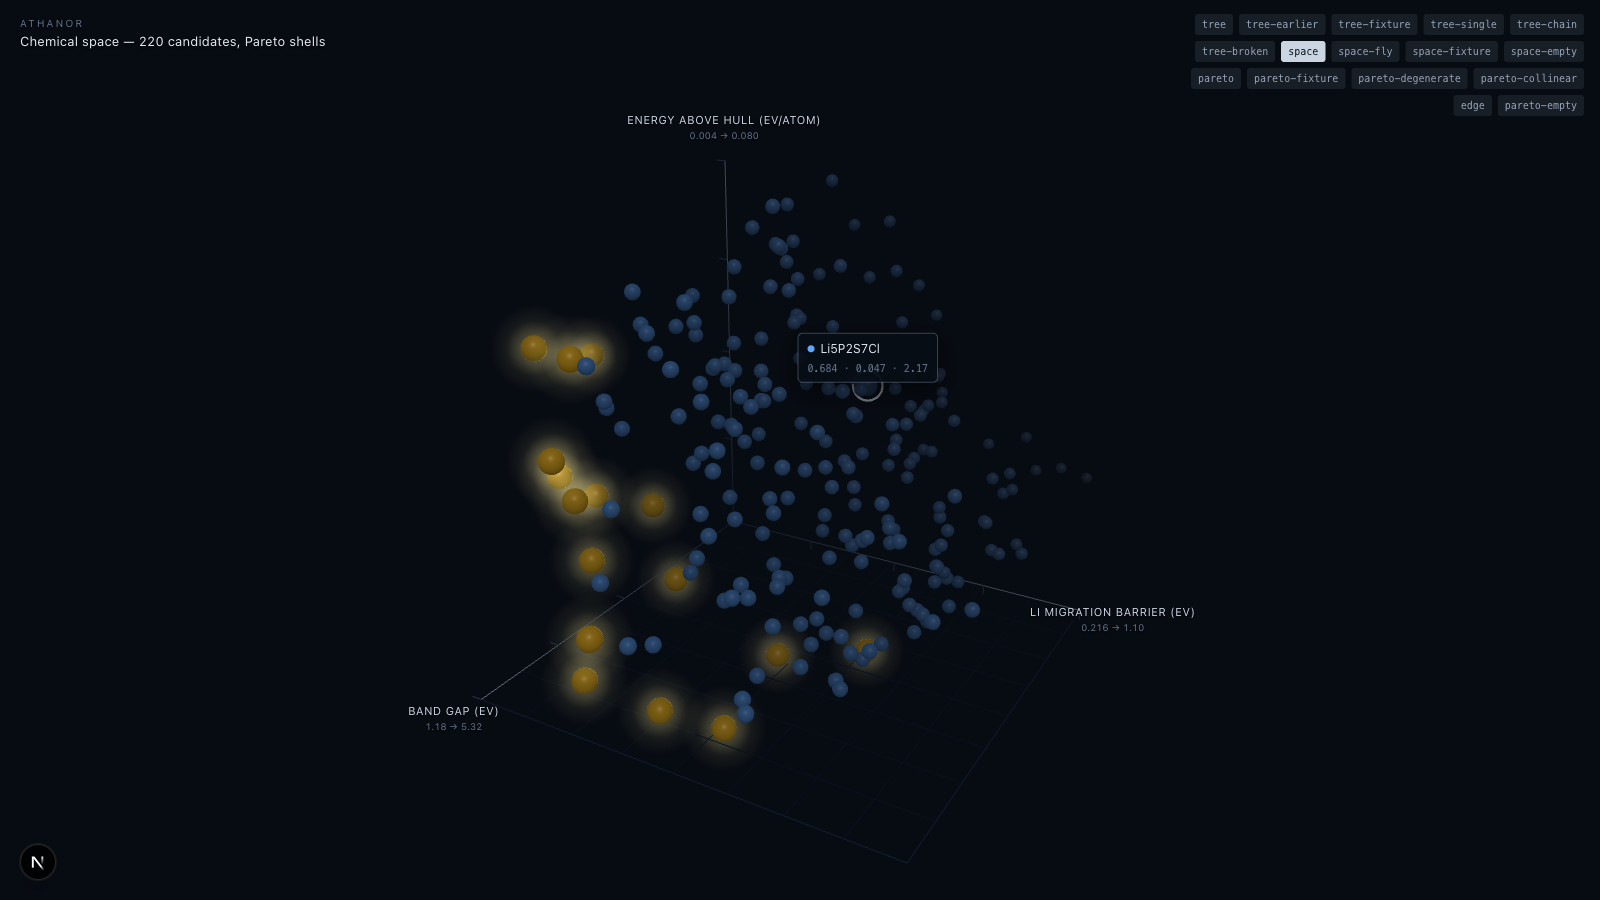 ATHANOR
Chemical space — 220 candidates, Pareto shells
tree tree-earlier tree-fixture tree-single tree-chain
tree-broken space space-fly space-fixture space-empty
pareto pareto-fixture pareto-degenerate pareto-collinear
edge pareto-empty
ENERGY ABOVE HULL (EV/ATOM)
0.004 → 0.080
Li5P2S7Cl
0.684 · 0.047 · 2.17
LI MIGRATION BARRIER (EV)
0.216 → 1.10
BAND GAP (EV)
1.18 → 5.32
N